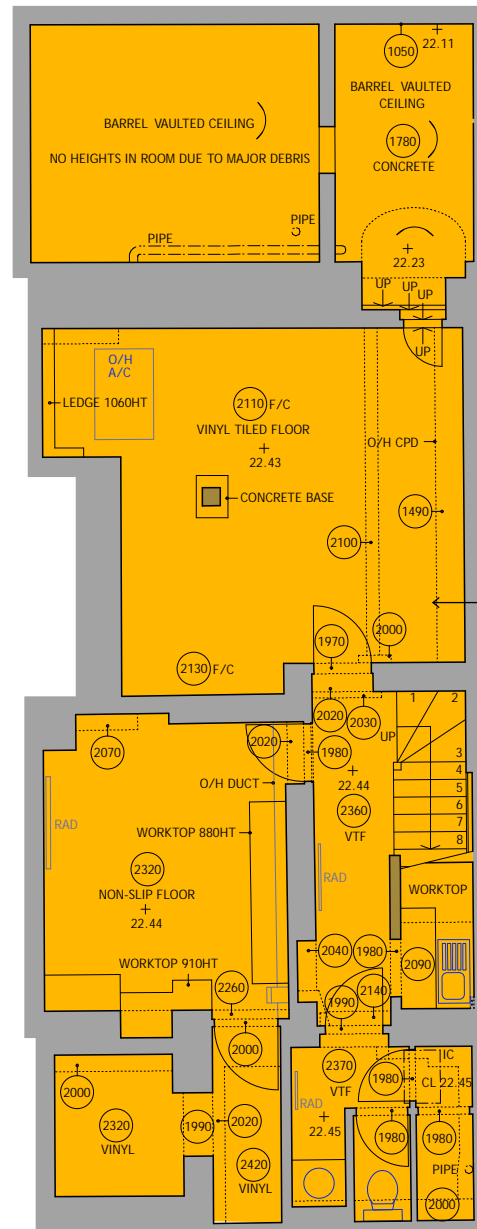 1050
22.11
BARREL VAULTED
CEILING
BARREL VAULTED CEILING
1780
NO HEIGHTS IN ROOM DUE TO MAJOR DEBRIS
CONCRETE
PIPE
PIPE
22.23
UP
UP
UP
UP
O/H
A/C
LEDGE 1060HT
2110 F/C
VINYL TILED FLOOR
22.43
O/H CPD
CONCRETE BASE
1490
2100
1970
2000
2130 F/C
2020
2030
1
2
2070
2020
1980
UP
3
22.44
4
O/H DUCT
5
2360
6
VTF
7
8
RAD
WORKTOP 880HT
2320
NON-SLIP FLOOR
22.44
RAD
WORKTOP
2040
1980
2090
WORKTOP 910HT
2260
1990
2140
2000
2370
VTF
IC
1980
CL 22.45
2000
RAD
22.45
2320
VINYL
1990
2020
1980
1980
2420
VINYL
PIPE
2000